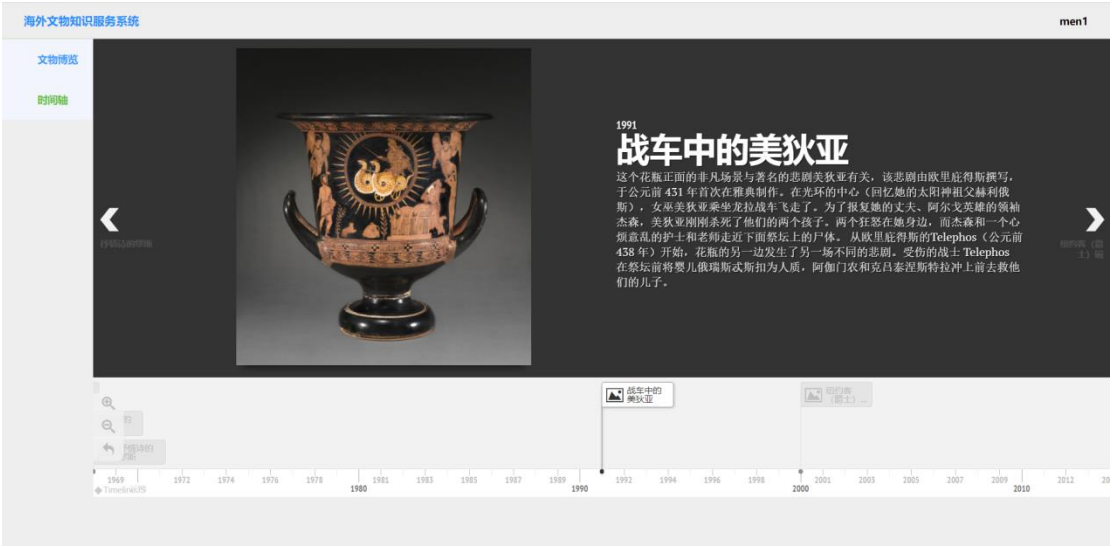 海外文物知识服务系统
men1
文物博览
时间轴
1991
战车中的美狄亚
这个花瓶正面的非凡场景与著名的悲剧美狄亚有关，该悲剧由欧里庇得斯撰写，
于公元前 431 年首次在雅典制作。在光环的中心（回忆她的太阳神祖父赫利俄
斯），女巫美狄亚乘坐龙拉战车飞走了。为了报复她的丈夫、阿尔戈英雄的领袖
杰森，美狄亚刚刚杀死了他们的两个孩子。两个狂怒在她身边，而杰森和一个心
烦意乱的护士和老师走近下面祭坛上的尸体。 从欧里庇得斯的Telephos（公元前
438 年）开始，花瓶的另一边发生了另一场不同的悲剧。受伤的战士 Telephos
在祭坛前将婴儿俄瑞斯忒斯扣为人质，阿伽门农和克吕泰涅斯特拉冲上前去救他
们的儿子。
纽约客（爵
士）碗
战车中的
美狄亚
纽约客
（爵士）...
1969 1972 1974 1976 1978 1981 1983 1985 1987 1989 1992 1994 1996 1998 2001 2003 2005 2007 2009 2012 20
1980 1990 2000 2010
TimelineJS